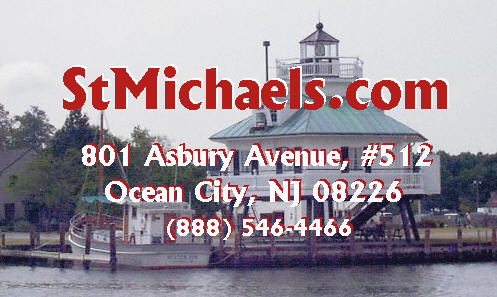 StMichaels.com
801 Asbury Avenue, #512
Ocean City, NJ 08226
(888) 546-4466